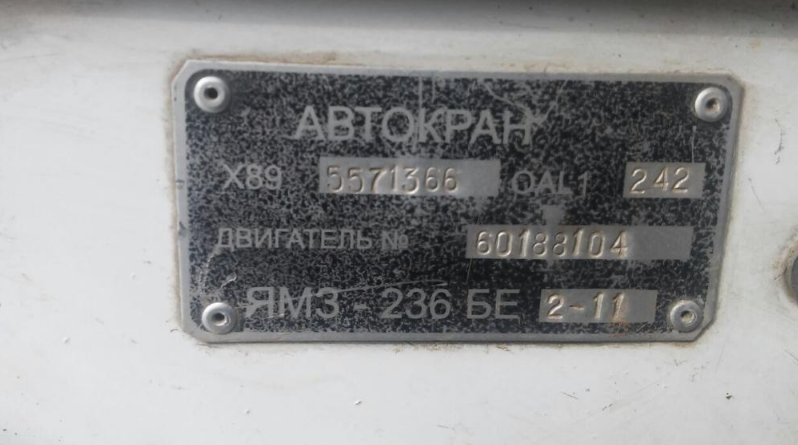 АВТОКРАН
X89 5571366 0AL1 242
ДВИГАТЕЛЬ № 60188104
ЯМЗ - 236 БЕ 2-11